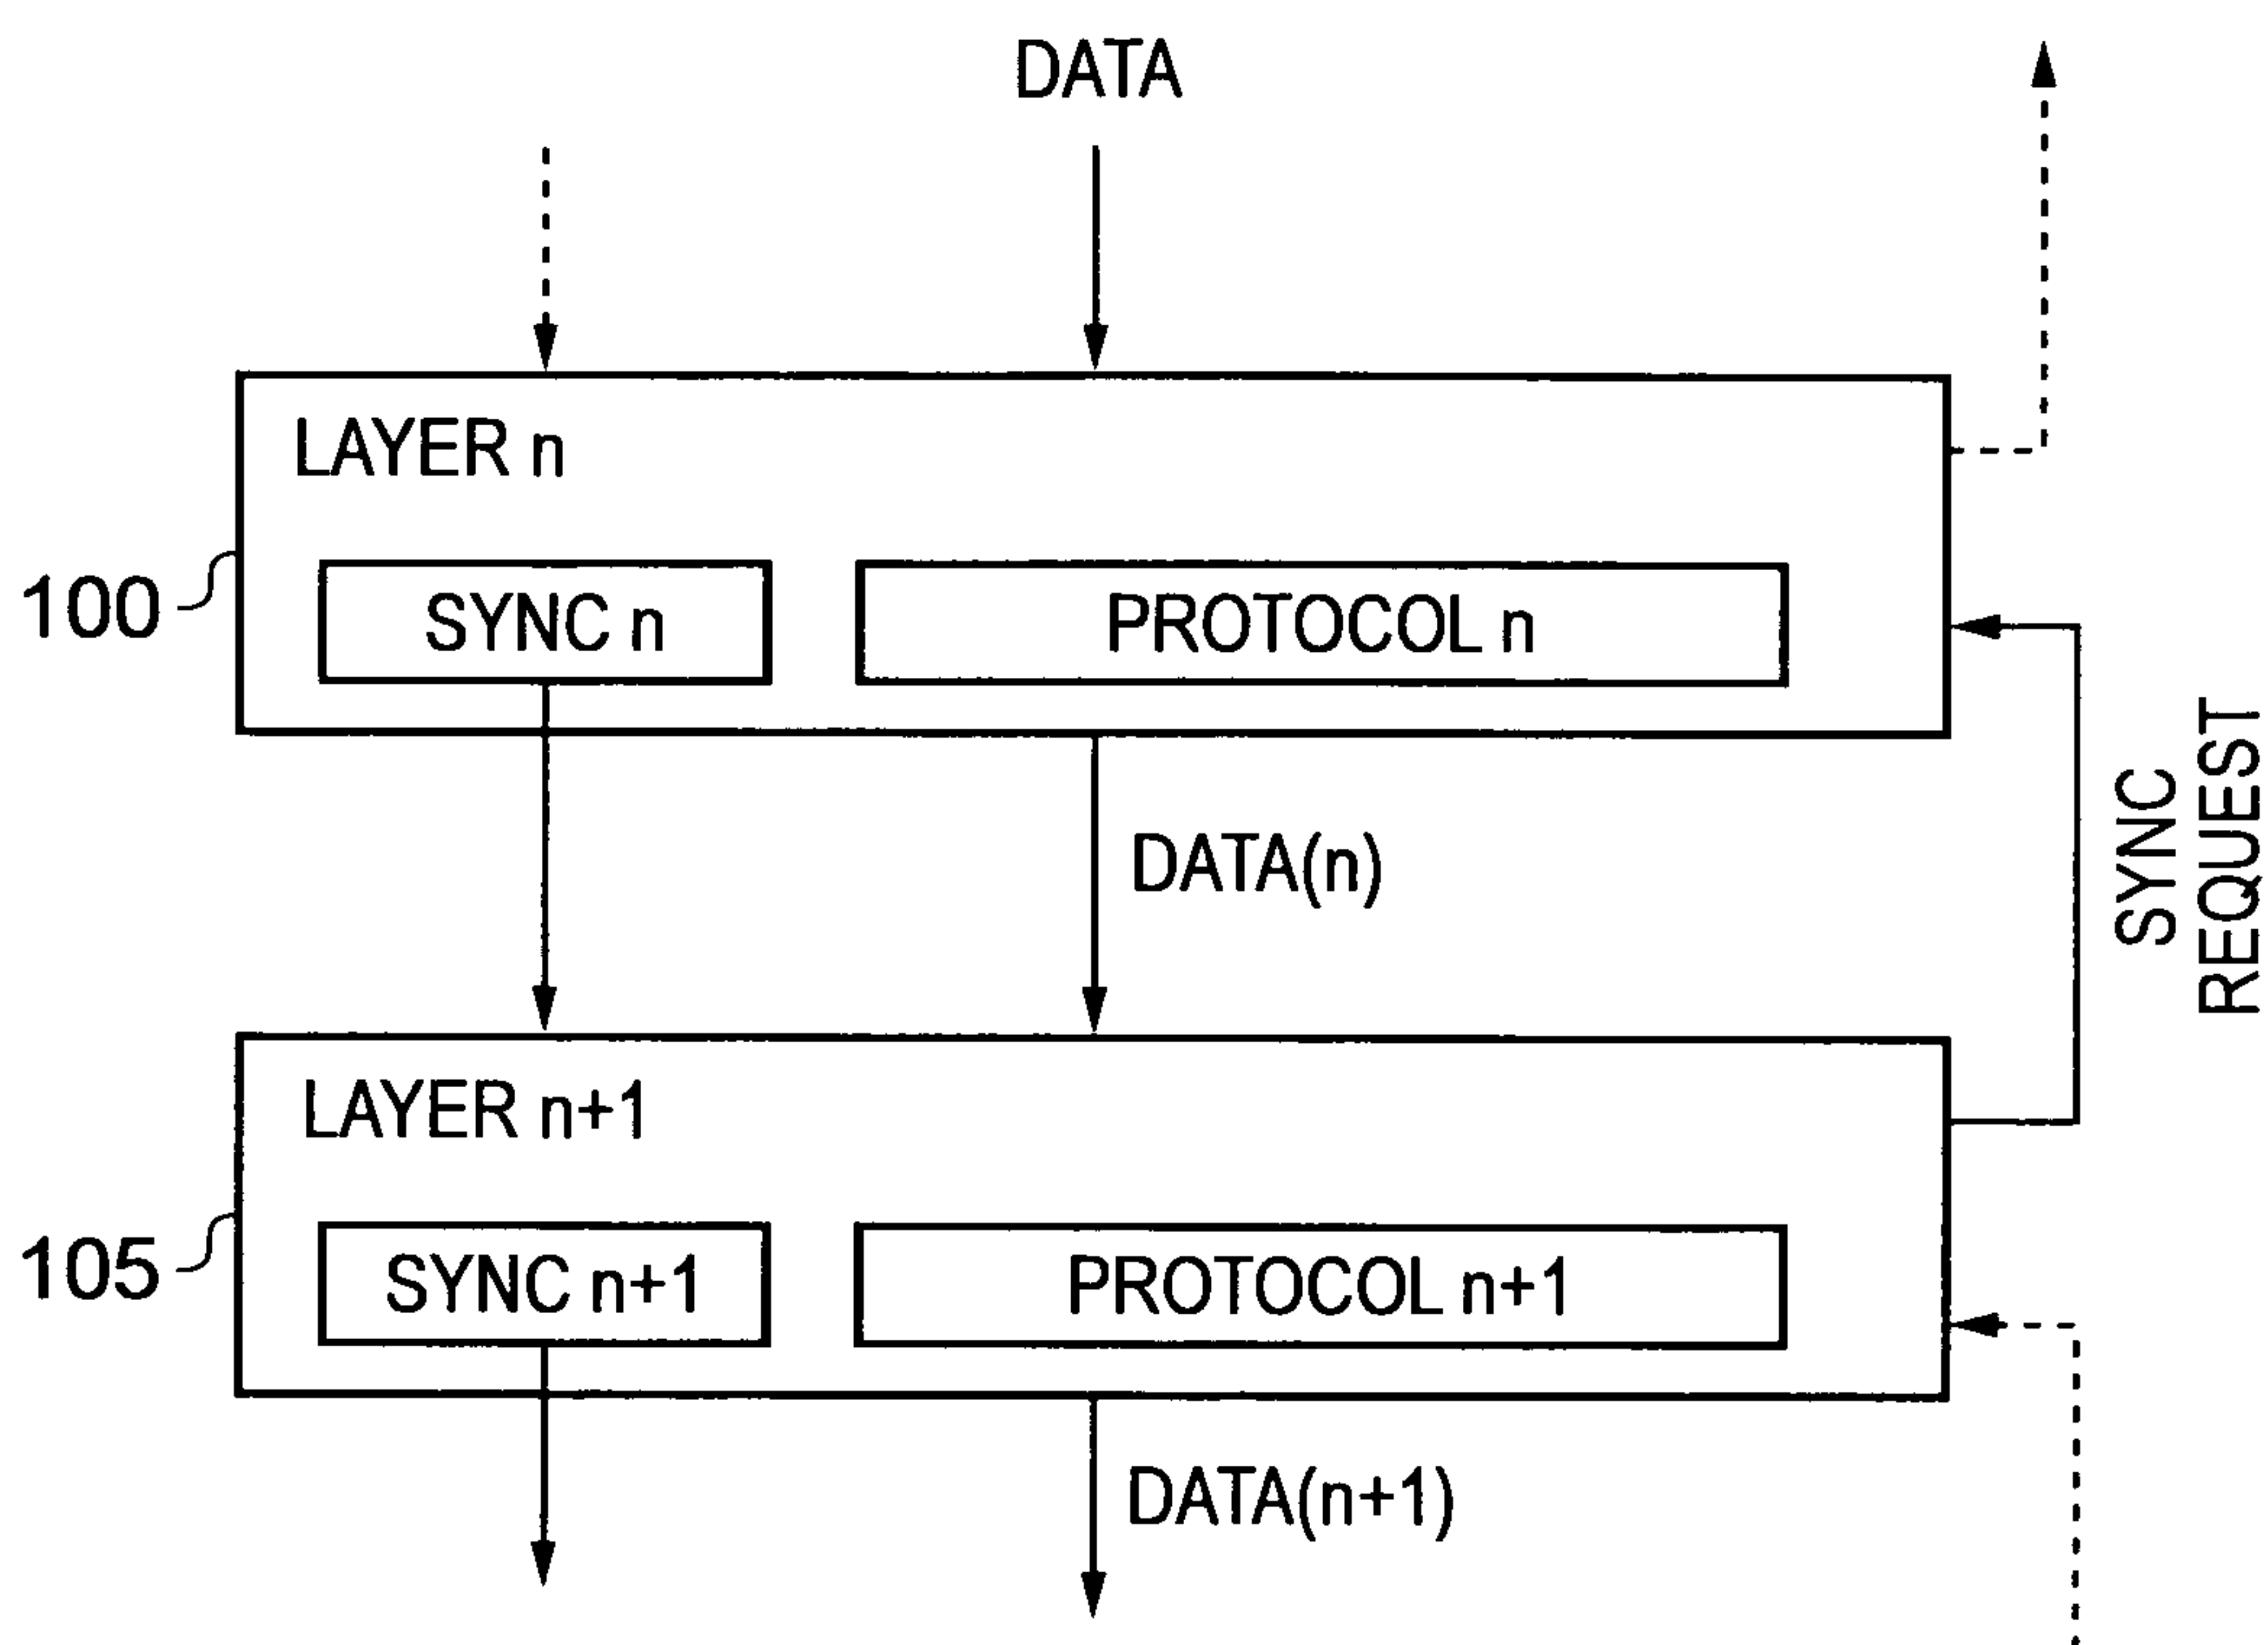 DATA
LAYER n
100
SYNC n
PROTOCOL n
SYNC
REQUEST
DATA(n)
LAYER n+1
105
SYNC n+1
PROTOCOL n+1
DATA(n+1)